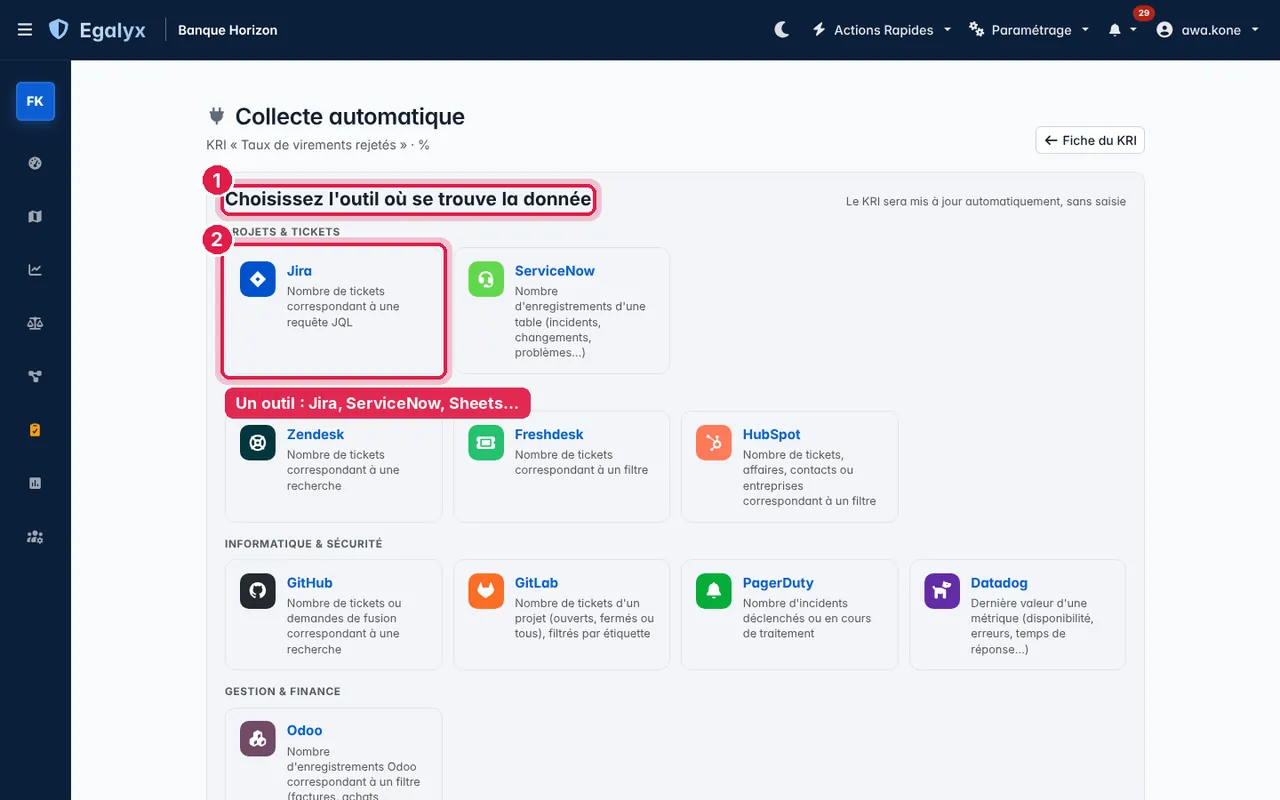 Egalyx
Banque Horizon
Actions Rapides
Paramétrage
29
awa.kone
FK
Collecte automatique
KRI « Taux de virements rejetés » · %
← Fiche du KRI
1
Choisissez l'outil où se trouve la donnée
Le KRI sera mis à jour automatiquement, sans saisie
2
ROJETS & TICKETS
Jira
Nombre de tickets
correspondant à une
requête JQL
ServiceNow
Nombre
d'enregistrements d'une
table (incidents,
changements,
problèmes...)
Un outil : Jira, ServiceNow, Sheets...
Zendesk
Nombre de tickets
correspondant à une
recherche
Freshdesk
Nombre de tickets
correspondant à un filtre
HubSpot
Nombre de tickets,
affaires, contacts ou
entreprises
correspondant à un filtre
INFORMATIQUE & SÉCURITÉ
GitHub
Nombre de tickets ou
demandes de fusion
correspondant à une
recherche
GitLab
Nombre de tickets d'un
projet (ouverts, fermés ou
tous), filtrés par étiquette
PagerDuty
Nombre d'incidents
déclenchés ou en cours
de traitement
Datadog
Dernière valeur d'une
métrique (disponibilité,
erreurs, temps de
réponse...)
GESTION & FINANCE
Odoo
Nombre
d'enregistrements Odoo
correspondant à un filtre
(factures, achats